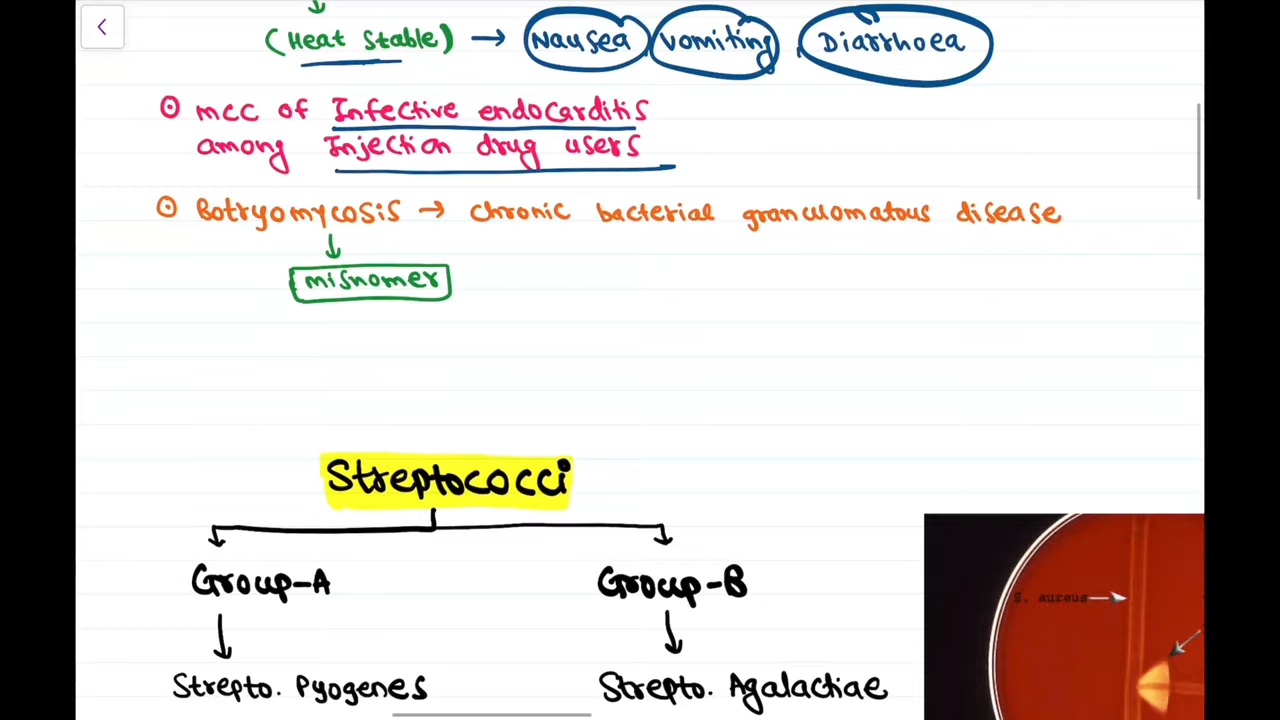 (Heat Stable) → Nausea Vomiting Diarrhoea
⊙ mcc of Infective endocarditis
among Injection drug users
⊙ Botryomycosis → chronic bacterial granulomatous disease
misnomer
Streptococci
Group-A Group-B
S. aureus
Strepto. Pyogenes Strepto. Agalactiae